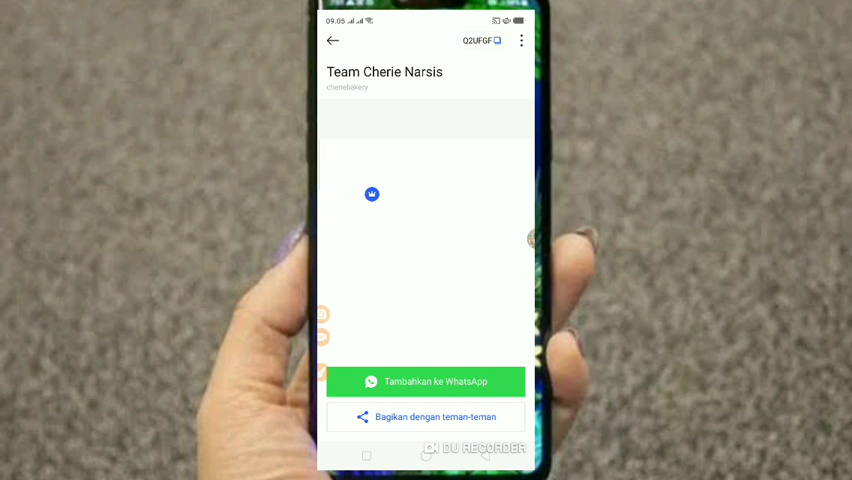 09.05
Q2UFGF
Team Cherie Narsis
cheriebakery
Tambahkan ke WhatsApp
Bagikan dengan teman-teman
DU RECORDER